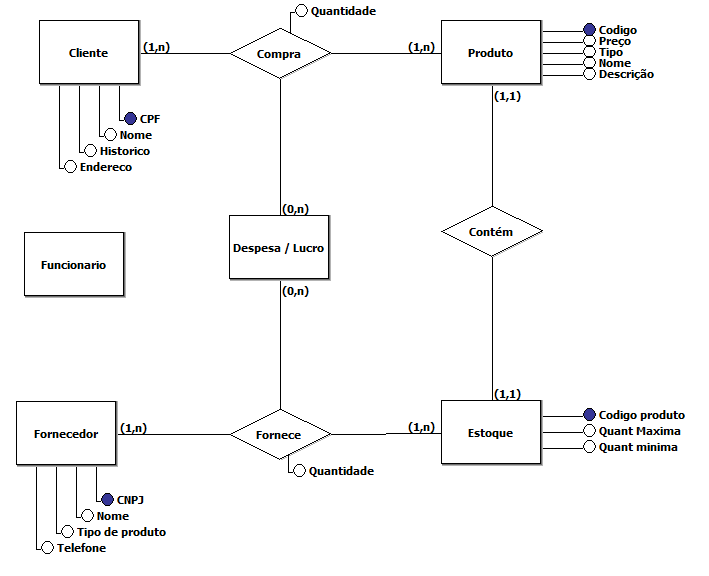 Quantidade
Cliente
(1,n)
Compra
(1,n)
Produto
Codigo
Preço
Tipo
Nome
Descrição
CPF
Nome
Historico
Endereco
(1,1)
(0,n)
Despesa / Lucro
(0,n)
Contém
Funcionario
(1,1)
Fornecedor
(1,n)
Fornece
(1,n)
Estoque
Codigo produto
Quant Maxima
Quant minima
Quantidade
CNPJ
Nome
Tipo de produto
Telefone